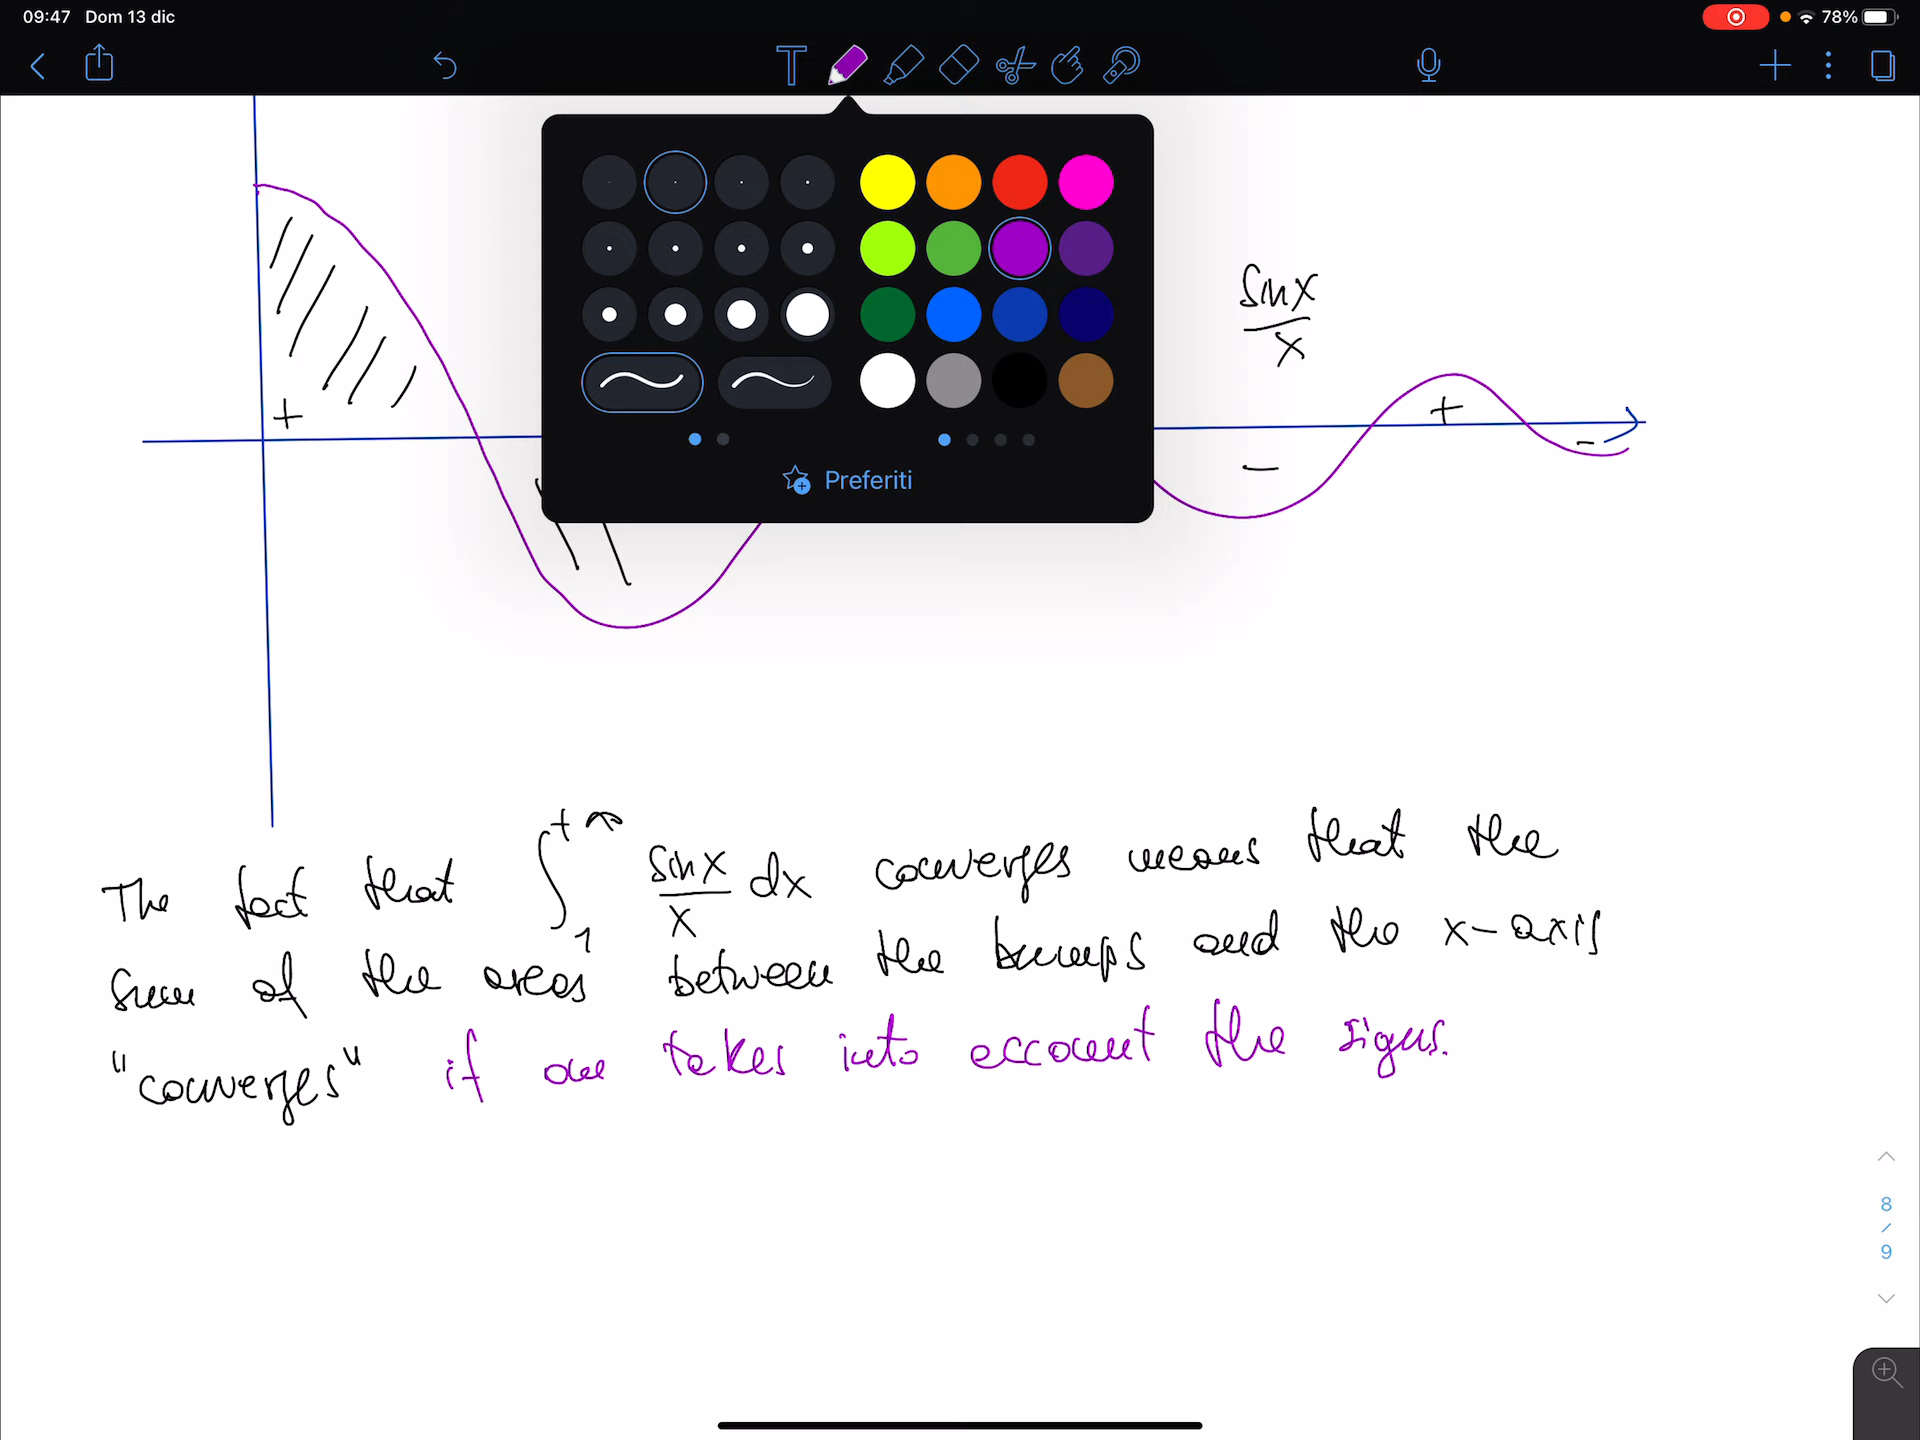 09:47 Dom 13 dic 78%
Preferiti
sin x
x
+
+
-
-
The fact that ∫₁^{+∞} sin x / x dx converges means that the
sum of the areas between the bumps and the x-axis
"converges" if one takes into account the signs.
8
/
9